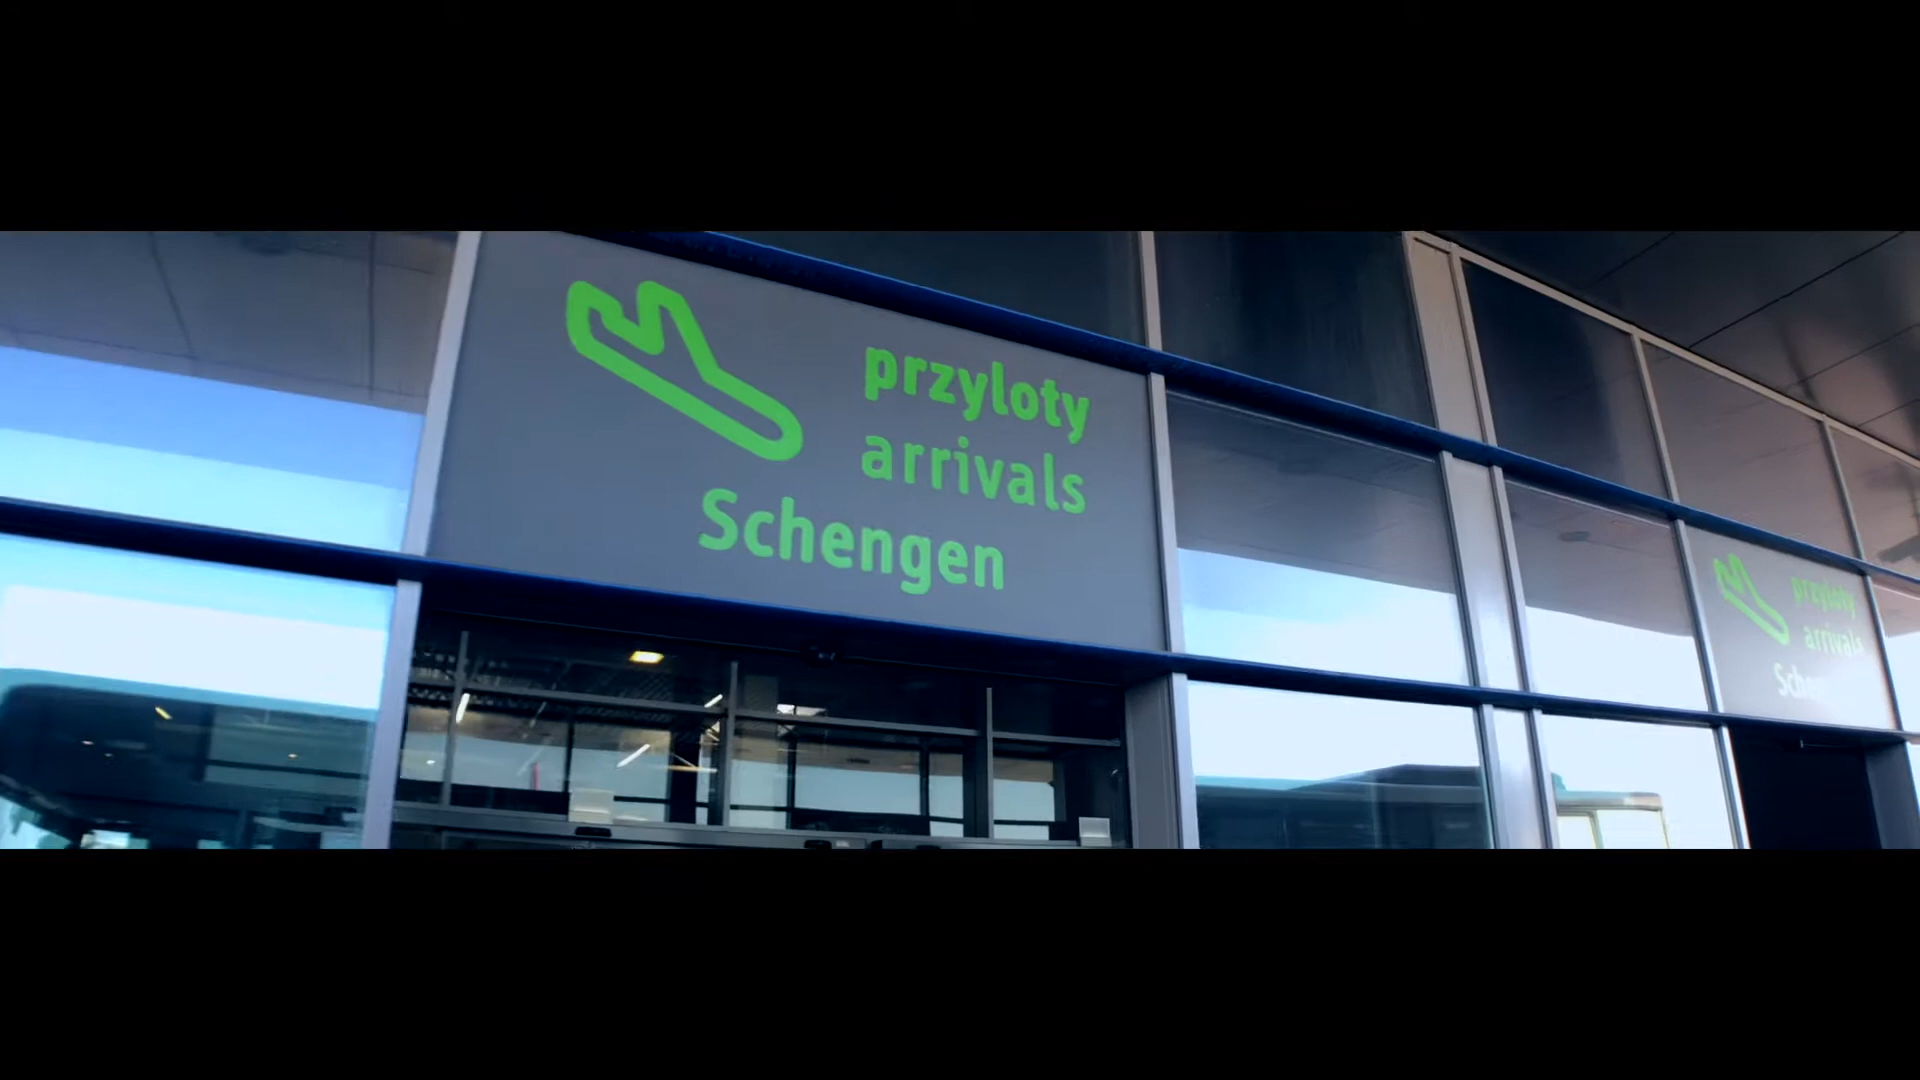 przyloty
arrivals
Schengen
przyloty
arrivals